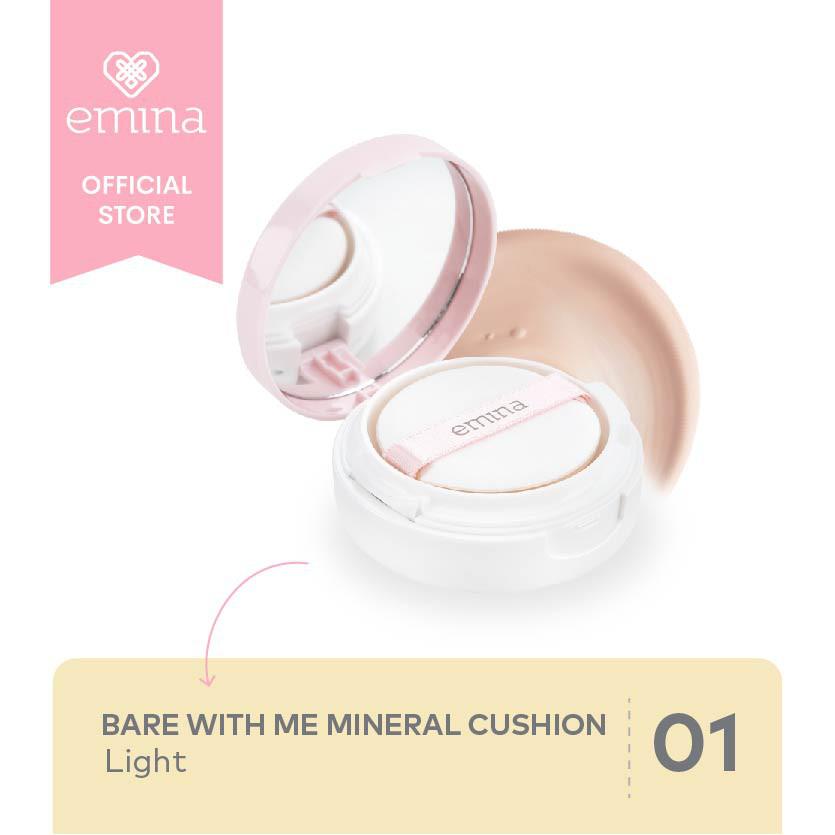 emina
OFFICIAL
STORE
emina
BARE WITH ME MINERAL CUSHION
Light
01